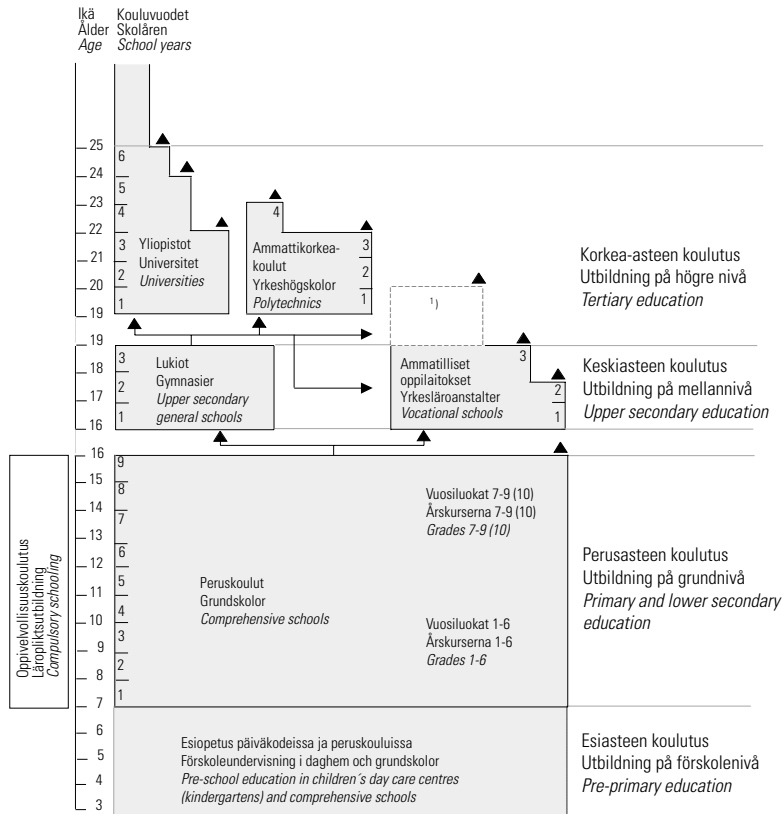 Ikä
Ålder
Age
Kouluvuodet
Skolåren
School years
25
24
23
22
21
20
19
6
5
4
3
2
1
Yliopistot
Universitet
Universities
4
Ammattikorkea-
koulut
Yrkeshögskolor
Polytechnics
3
2
1
1)
Korkea-asteen koulutus
Utbildning på högre nivå
Tertiary education
19
18
17
16
3
2
1
Lukiot
Gymnasier
Upper secondary
general schools
Ammatilliset
oppilaitokset
Yrkesläroanstalter
Vocational schools
3
2
1
Keskiasteen koulutus
Utbildning på mellannivå
Upper secondary education
Oppivelvollisuuskoulutus
Läropliktsutbildning
Compulsory schooling
16
15
14
13
12
11
10
9
8
7
9
8
7
6
5
4
3
2
1
Peruskoulut
Grundskolor
Comprehensive schools
Vuosiluokat 7-9 (10)
Årskurserna 7-9 (10)
Grades 7-9 (10)
Vuosiluokat 1-6
Årskurserna 1-6
Grades 1-6
Perusasteen koulutus
Utbildning på grundnivå
Primary and lower secondary
education
6
5
4
3
Esiopetus päiväkodeissa ja peruskouluissa
Förskoleundervisning i daghem och grundskolor
Pre-school education in children´s day care centres
(kindergartens) and comprehensive schools
Esiasteen koulutus
Utbildning på förskolenivå
Pre-primary education